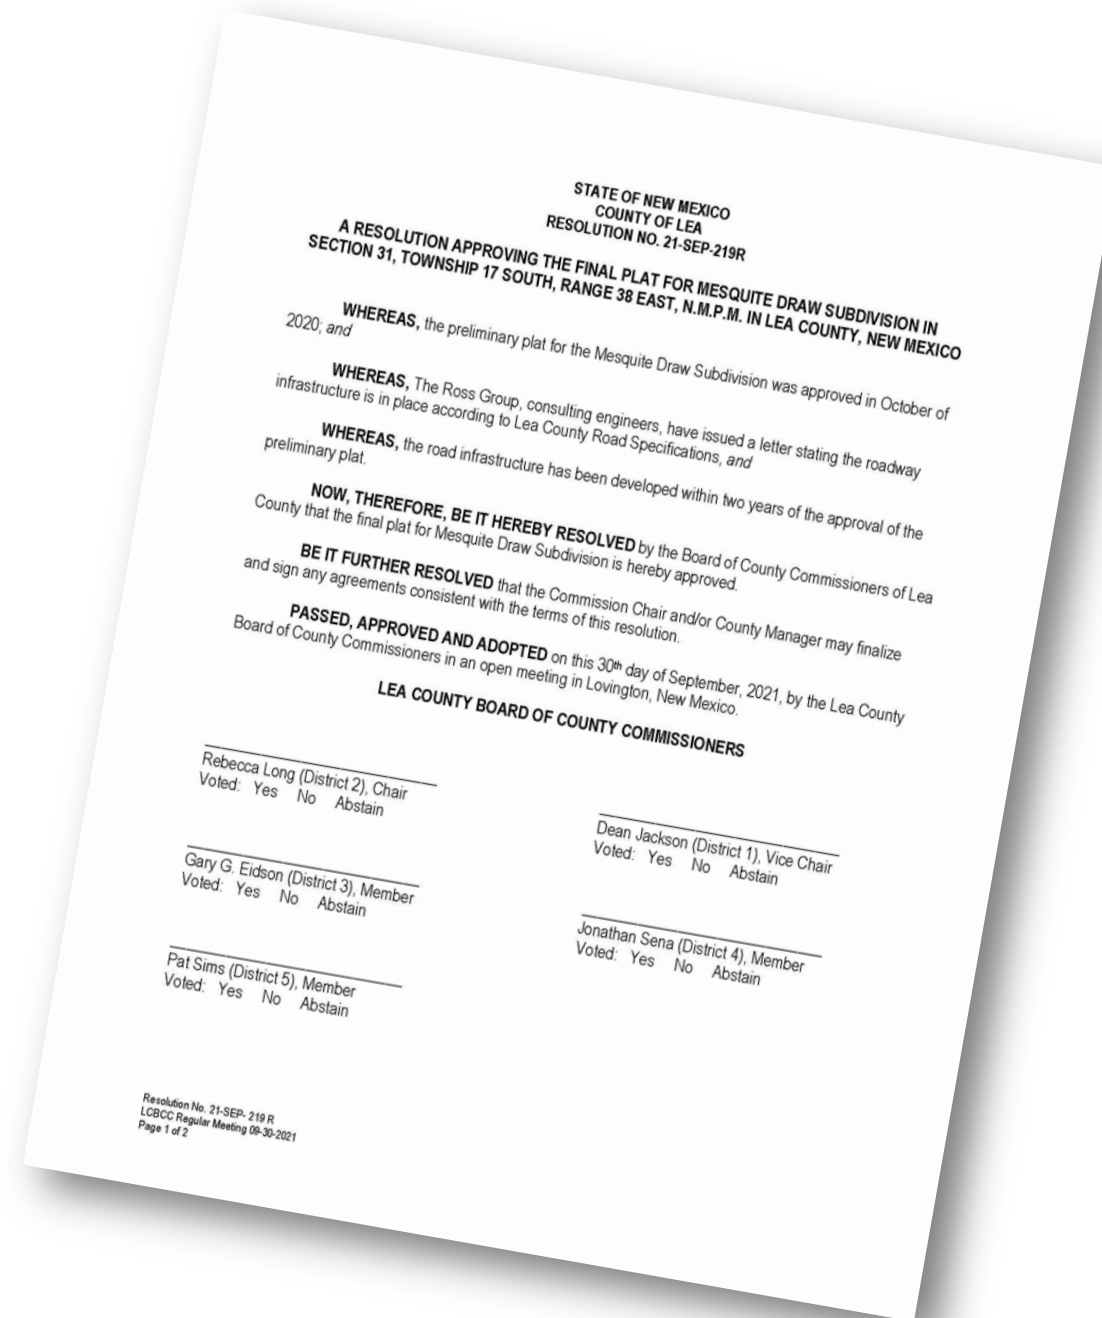 STATE OF NEW MEXICO
COUNTY OF LEA
RESOLUTION NO. 21-SEP-219R
A RESOLUTION APPROVING THE FINAL PLAT FOR MESQUITE DRAW SUBDIVISION IN
SECTION 31, TOWNSHIP 17 SOUTH, RANGE 38 EAST, N.M.P.M. IN LEA COUNTY, NEW MEXICO
WHEREAS, the preliminary plat for the Mesquite Draw Subdivision was approved in October of
2020; and
WHEREAS, The Ross Group, consulting engineers, have issued a letter stating the roadway
infrastructure is in place according to Lea County Road Specifications, and
WHEREAS, the road infrastructure has been developed within two years of the approval of the
preliminary plat.
NOW, THEREFORE, BE IT HEREBY RESOLVED by the Board of County Commissioners of Lea
County that the final plat for Mesquite Draw Subdivision is hereby approved.
BE IT FURTHER RESOLVED that the Commission Chair and/or County Manager may finalize
and sign any agreements consistent with the terms of this resolution.
PASSED, APPROVED AND ADOPTED on this 30th day of September, 2021, by the Lea County
Board of County Commissioners in an open meeting in Lovington, New Mexico.
LEA COUNTY BOARD OF COUNTY COMMISSIONERS
Rebecca Long (District 2), Chair
Voted: Yes No Abstain
Dean Jackson (District 1), Vice Chair
Voted: Yes No Abstain
Gary G. Eidson (District 3), Member
Voted: Yes No Abstain
Jonathan Sena (District 4), Member
Voted: Yes No Abstain
Pat Sims (District 5), Member
Voted: Yes No Abstain
Resolution No. 21-SEP- 219 R
LCBCC Regular Meeting 09-30-2021
Page 1 of 2